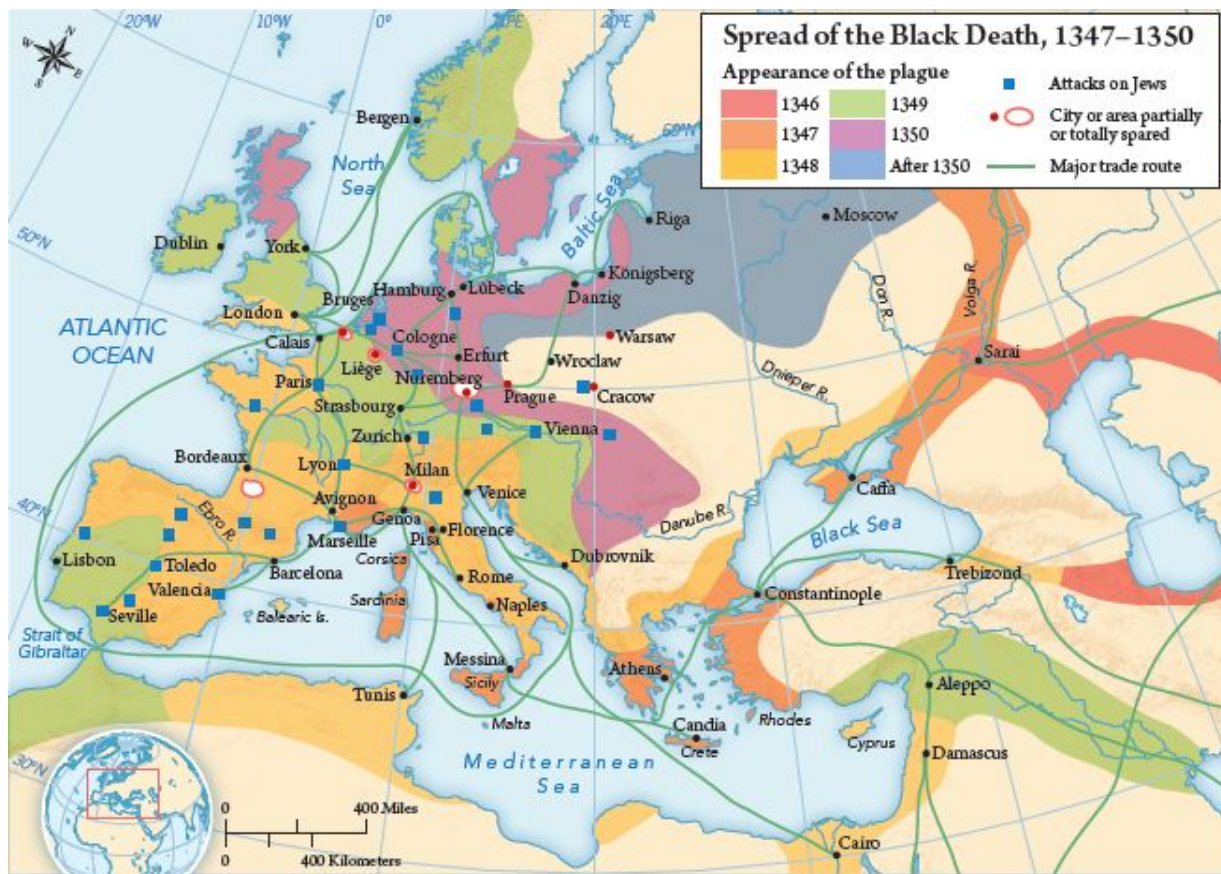 Spread of the Black Death, 1347–1350
Appearance of the plague
1346
1347
1348
1349
1350
After 1350
Attacks on Jews
City or area partially
or totally spared
Major trade route
N
E
S
W
20°W
10°W
0°
10°E
20°E
60°N
50°N
40°N
30°N
Bergen
North
Sea
Baltic Sea
Riga
Moscow
Dublin
York
Königsberg
Danzig
Hamburg
Lübeck
Bruges
London
Calais
Cologne
Erfurt
Warsaw
Wroclaw
Don R.
Volga R.
Sarai
ATLANTIC
OCEAN
Liège
Nuremberg
Paris
Prague
Cracow
Dnieper R.
Strasbourg
Zurich
Vienna
Bordeaux
Lyon
Milan
Caffa
Avignon
Venice
Danube R.
Ebro R.
Genoa
Marseille
Pisa
Florence
Black Sea
Lisbon
Toledo
Barcelona
Corsica
Dubrovnik
Trebizond
Valencia
Rome
Constantinople
Seville
Balearic Is.
Sardinia
Naples
Strait of
Gibraltar
Messina
Sicily
Athens
Tunis
Malta
Rhodes
Aleppo
Candia
Crete
Cyprus
Damascus
Mediterranean
Sea
Cairo
0
400 Miles
0
400 Kilometers